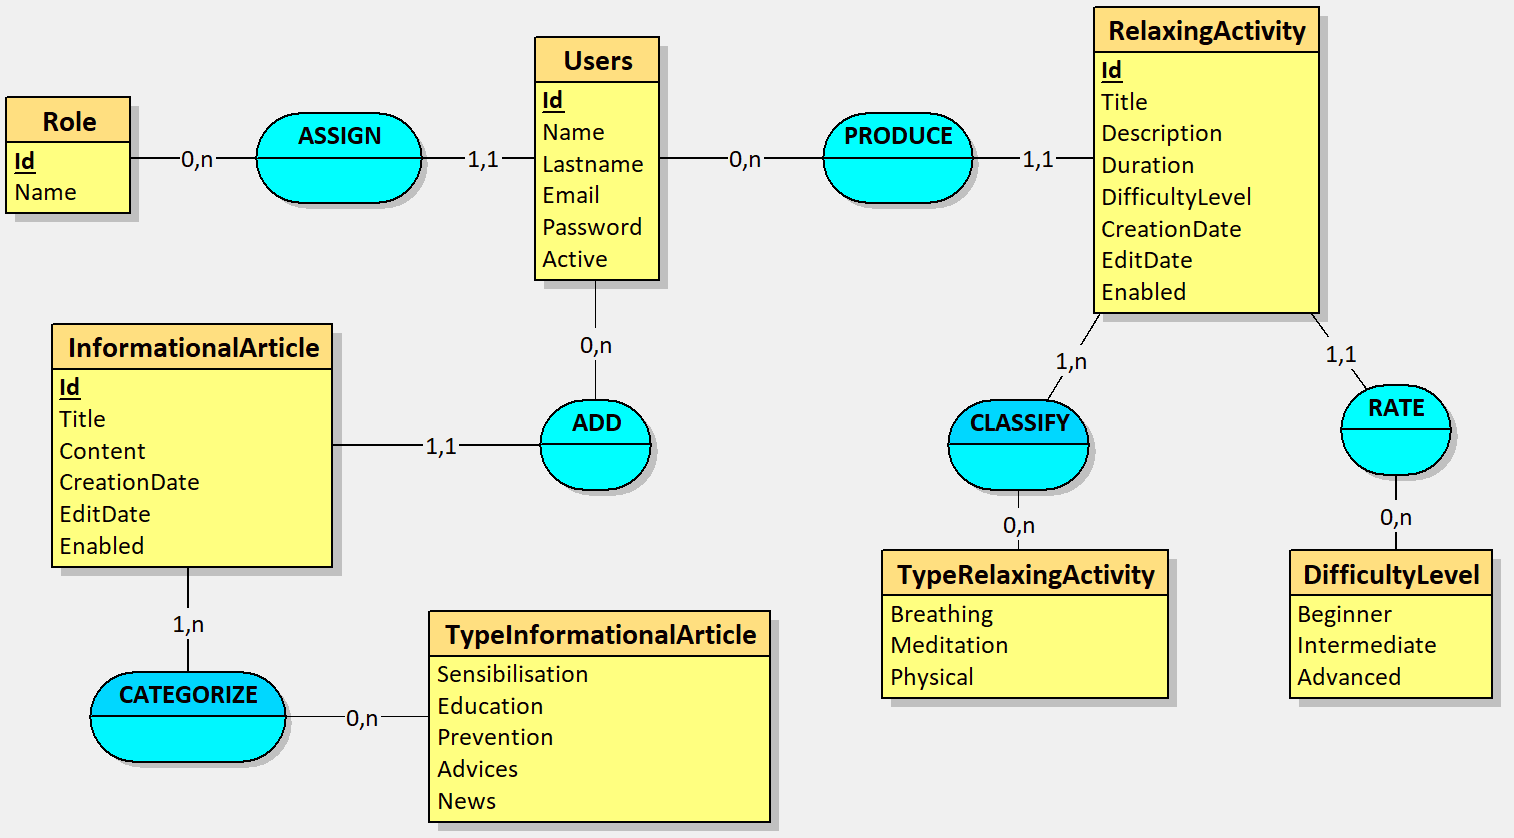 Role
Id
Name
0,n
ASSIGN
1,1
Users
Id
Name
Lastname
Email
Password
Active
0,n
PRODUCE
1,1
RelaxingActivity
Id
Title
Description
Duration
DifficultyLevel
CreationDate
EditDate
Enabled
0,n
ADD
1,1
InformationalArticle
Id
Title
Content
CreationDate
EditDate
Enabled
1,n
CATEGORIZE
0,n
TypeInformationalArticle
Sensibilisation
Education
Prevention
Advices
News
1,n
CLASSIFY
0,n
TypeRelaxingActivity
Breathing
Meditation
Physical
1,1
RATE
0,n
DifficultyLevel
Beginner
Intermediate
Advanced